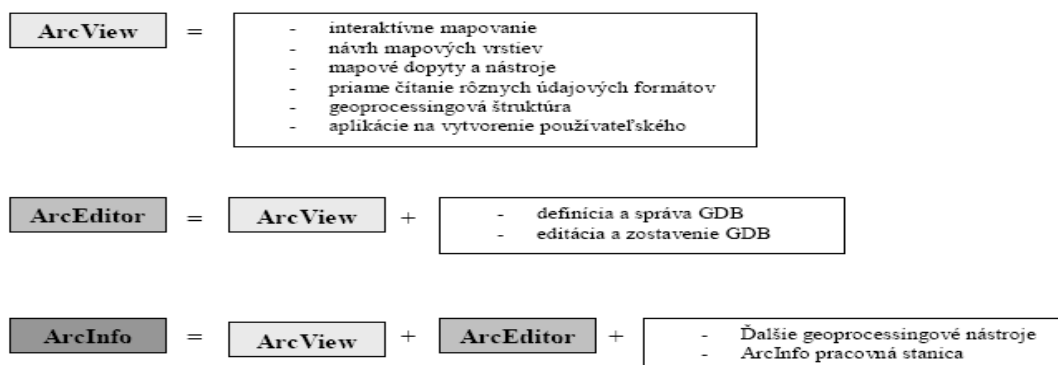 ArcView =
- interaktívne mapovanie
- návrh mapových vrstiev
- mapové dopyty a nástroje
- priame čítanie rôznych údajových formátov
- geoprocessingová štruktúra
- aplikácie na vytvorenie používateľského
ArcEditor = ArcView +
- definícia a správa GDB
- editácia a zostavenie GDB
ArcInfo = ArcView + ArcEditor +
- Ďalšie geoprocessingové nástroje
- ArcInfo pracovná stanica